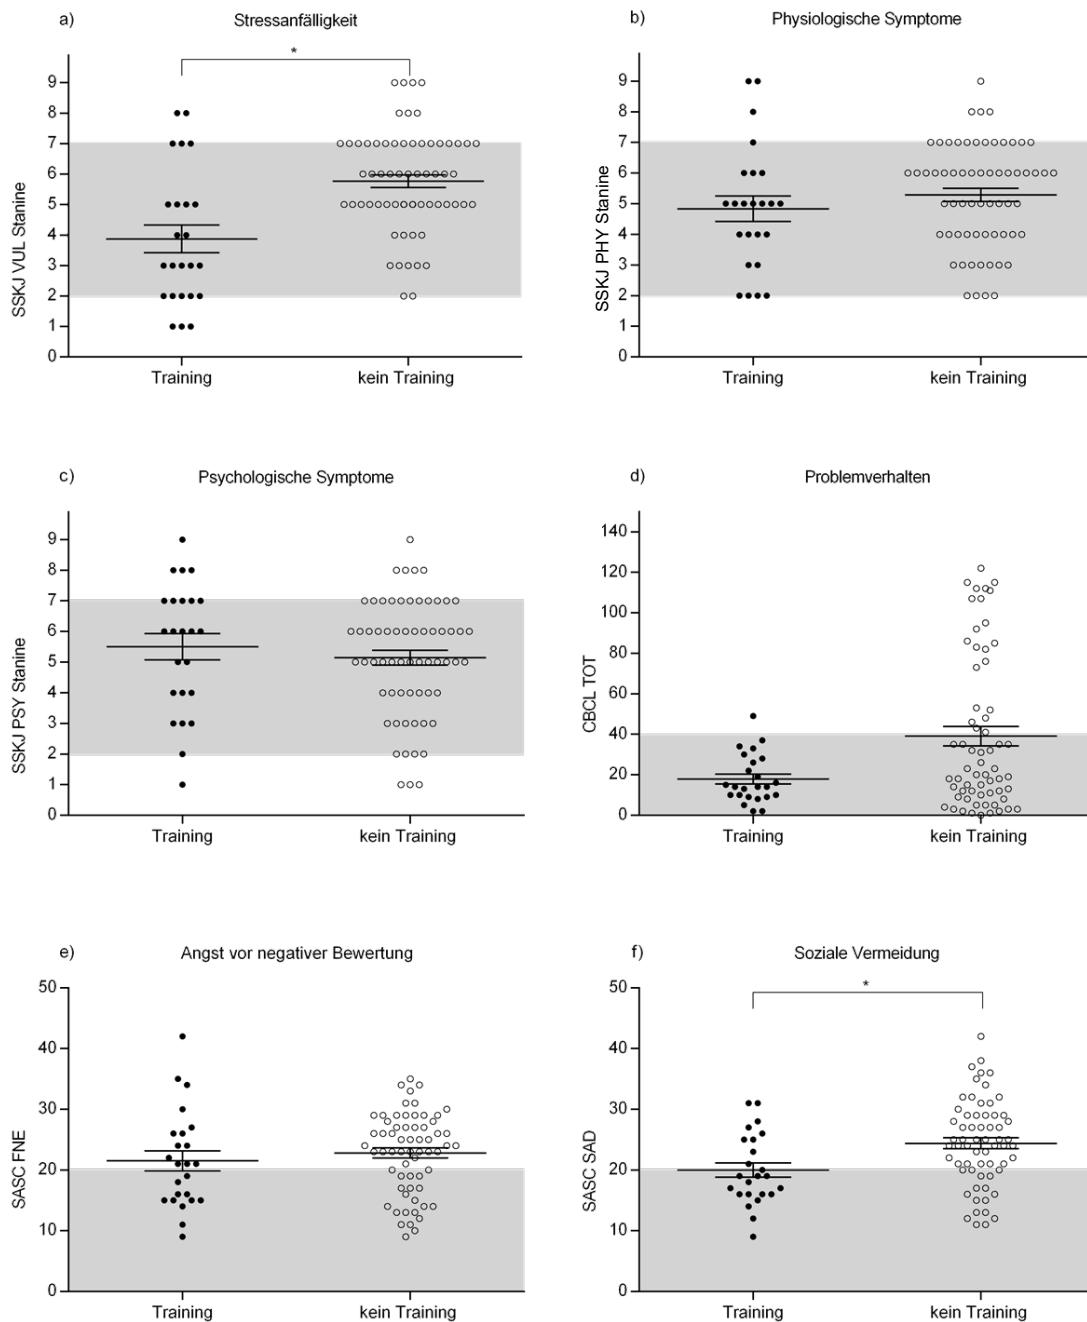 a) Stressanfälligkeit
*
SSKJ VUL Stanine
9
8
7
6
5
4
3
2
1
0
Training kein Training
b) Physiologische Symptome
SSKJ PHY Stanine
9
8
7
6
5
4
3
2
1
0
Training kein Training
c) Psychologische Symptome
SSKJ PSY Stanine
9
8
7
6
5
4
3
2
1
0
Training kein Training
d) Problemverhalten
CBCL TOT
140
120
100
80
60
40
20
0
Training kein Training
e) Angst vor negativer Bewertung
SASC FNE
50
40
30
20
10
0
Training kein Training
f) Soziale Vermeidung
*
SASC SAD
50
40
30
20
10
0
Training kein Training